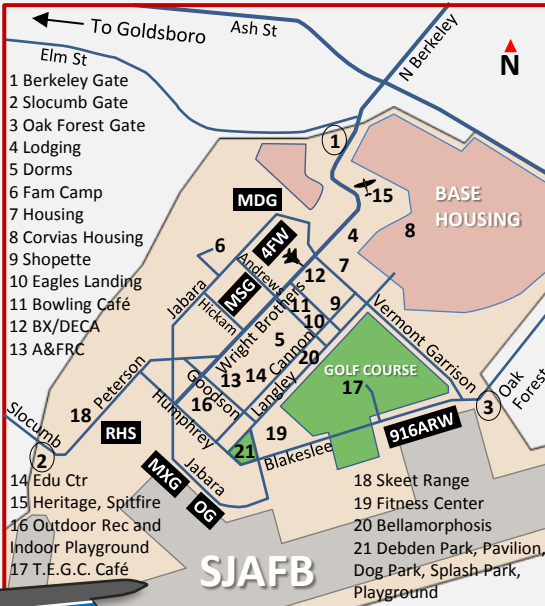 To Goldsboro
Ash St
N Berkeley
Elm St
N
1 Berkeley Gate
2 Slocumb Gate
3 Oak Forest Gate
4 Lodging
5 Dorms
6 Fam Camp
7 Housing
8 Corvias Housing
9 Shopette
10 Eagles Landing
11 Bowling Café
12 BX/DECA
13 A&FRC
1
15
BASE
HOUSING
8
MDG
4FW
4
6
Andrews
12
7
MSG
Jabara
Hickam
Wright Brothers
11
9
10
Vermont Garrison
5
Cannon
20
GOLF COURSE
17
13
14
Langley
Goodson
16
Peterson
Humphrey
18
RHS
Slocumb
2
3
Oak
Forest
916ARW
19
21
Blakeslee
MXG
Jabara
OG
14 Edu Ctr
15 Heritage, Spitfire
16 Outdoor Rec and
Indoor Playground
17 T.E.G.C. Café
SJAFB
18 Skeet Range
19 Fitness Center
20 Bellamorphosis
21 Debden Park, Pavilion,
Dog Park, Splash Park,
Playground